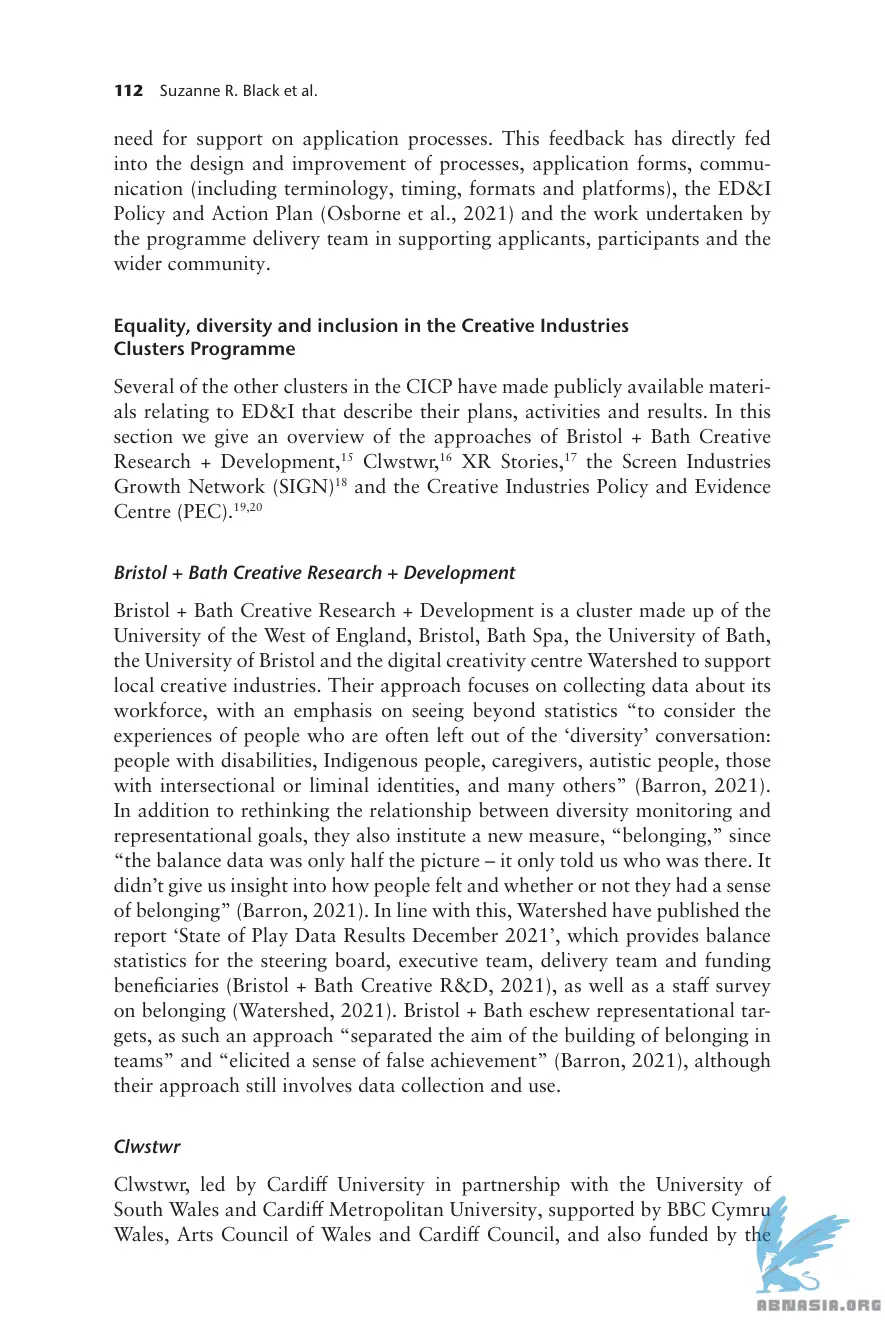 112 Suzanne R. Black et al.
need for support on application processes. This feedback has directly fed
into the design and improvement of processes, application forms, commu-
nication (including terminology, timing, formats and platforms), the ED&I
Policy and Action Plan (Osborne et al., 2021) and the work undertaken by
the programme delivery team in supporting applicants, participants and the
wider community.
Equality, diversity and inclusion in the Creative Industries
Clusters Programme
Several of the other clusters in the CICP have made publicly available materi-
als relating to ED&I that describe their plans, activities and results. In this
section we give an overview of the approaches of Bristol + Bath Creative
Research + Development,15 Clwstwr,16 XR Stories,17 the Screen Industries
Growth Network (SIGN)18 and the Creative Industries Policy and Evidence
Centre (PEC).19,20
Bristol + Bath Creative Research + Development
Bristol + Bath Creative Research + Development is a cluster made up of the
University of the West of England, Bristol, Bath Spa, the University of Bath,
the University of Bristol and the digital creativity centre Watershed to support
local creative industries. Their approach focuses on collecting data about its
workforce, with an emphasis on seeing beyond statistics “to consider the
experiences of people who are often left out of the ‘diversity’ conversation:
people with disabilities, Indigenous people, caregivers, autistic people, those
with intersectional or liminal identities, and many others” (Barron, 2021).
In addition to rethinking the relationship between diversity monitoring and
representational goals, they also institute a new measure, “belonging,” since
“the balance data was only half the picture – it only told us who was there. It
didn’t give us insight into how people felt and whether or not they had a sense
of belonging” (Barron, 2021). In line with this, Watershed have published the
report ‘State of Play Data Results December 2021’, which provides balance
statistics for the steering board, executive team, delivery team and funding
beneficiaries (Bristol + Bath Creative R&D, 2021), as well as a staff survey
on belonging (Watershed, 2021). Bristol + Bath eschew representational tar-
gets, as such an approach “separated the aim of the building of belonging in
teams” and “elicited a sense of false achievement” (Barron, 2021), although
their approach still involves data collection and use.
Clwstwr
Clwstwr, led by Cardiff University in partnership with the University of
South Wales and Cardiff Metropolitan University, supported by BBC Cymru
Wales, Arts Council of Wales and Cardiff Council, and also funded by the
ABNASIA.ORG